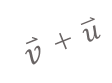 v⃗ + u⃗